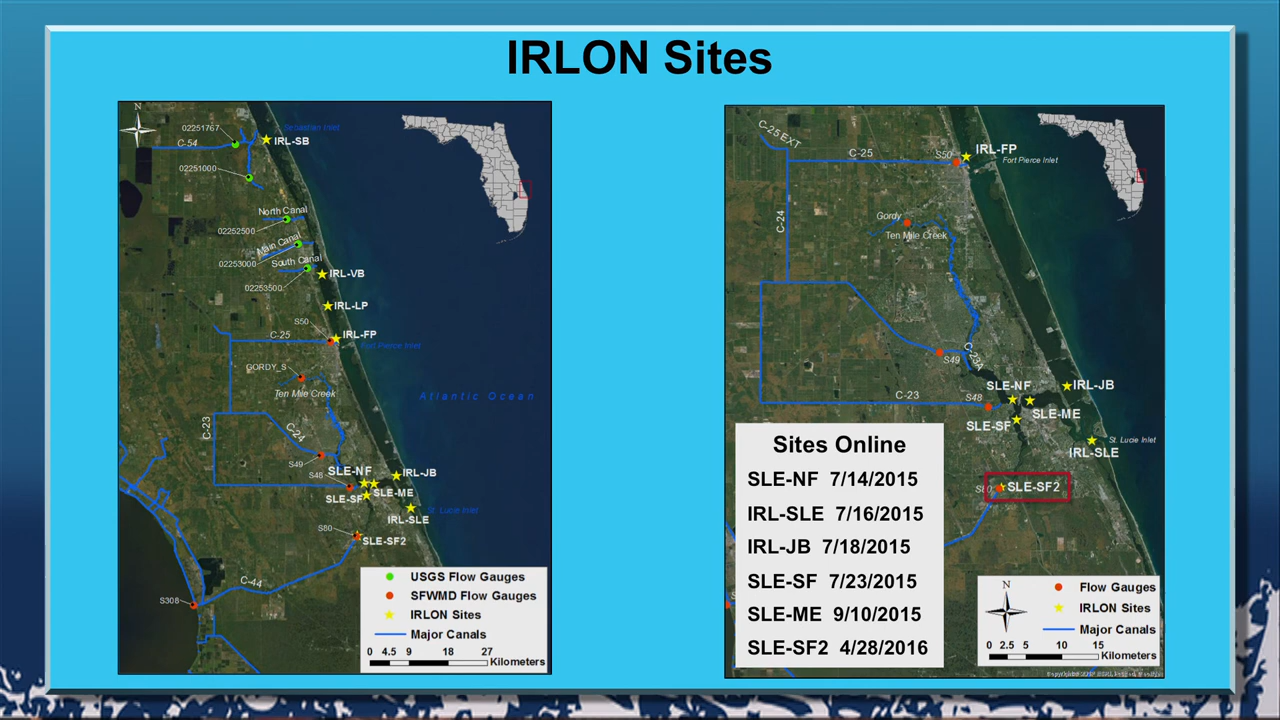 IRLON Sites
N
Sebastian Inlet
02251767
C-54
IRL-SB
02251000
North Canal
02252500
Main Canal
02253000
South Canal
02253500
IRL-VB
IRL-LP
S50
C-25
IRL-FP
Fort Pierce Inlet
GORDY_S
Ten Mile Creek
Atlantic Ocean
C-23
C-24
S49
S48
SLE-NF
IRL-JB
SLE-SF
SLE-ME
St. Lucie Inlet
IRL-SLE
S80
SLE-SF2
C-44
S308
USGS Flow Gauges
SFWMD Flow Gauges
IRLON Sites
Major Canals
0 4.5 9 18 27
Kilometers
C-25 EXT
C-25
S50
IRL-FP
Fort Pierce Inlet
C-24
Gordy
Ten Mile Creek
C-23A
S49
IRL-JB
SLE-NF
C-23
S48
SLE-ME
SLE-SF
St. Lucie Inlet
IRL-SLE
SLE-SF2
Sites Online
SLE-NF 7/14/2015
IRL-SLE 7/16/2015
IRL-JB 7/18/2015
SLE-SF 7/23/2015
SLE-ME 9/10/2015
SLE-SF2 4/28/2016
N
Flow Gauges
IRLON Sites
Major Canals
0 2.5 5 10 15
Kilometers